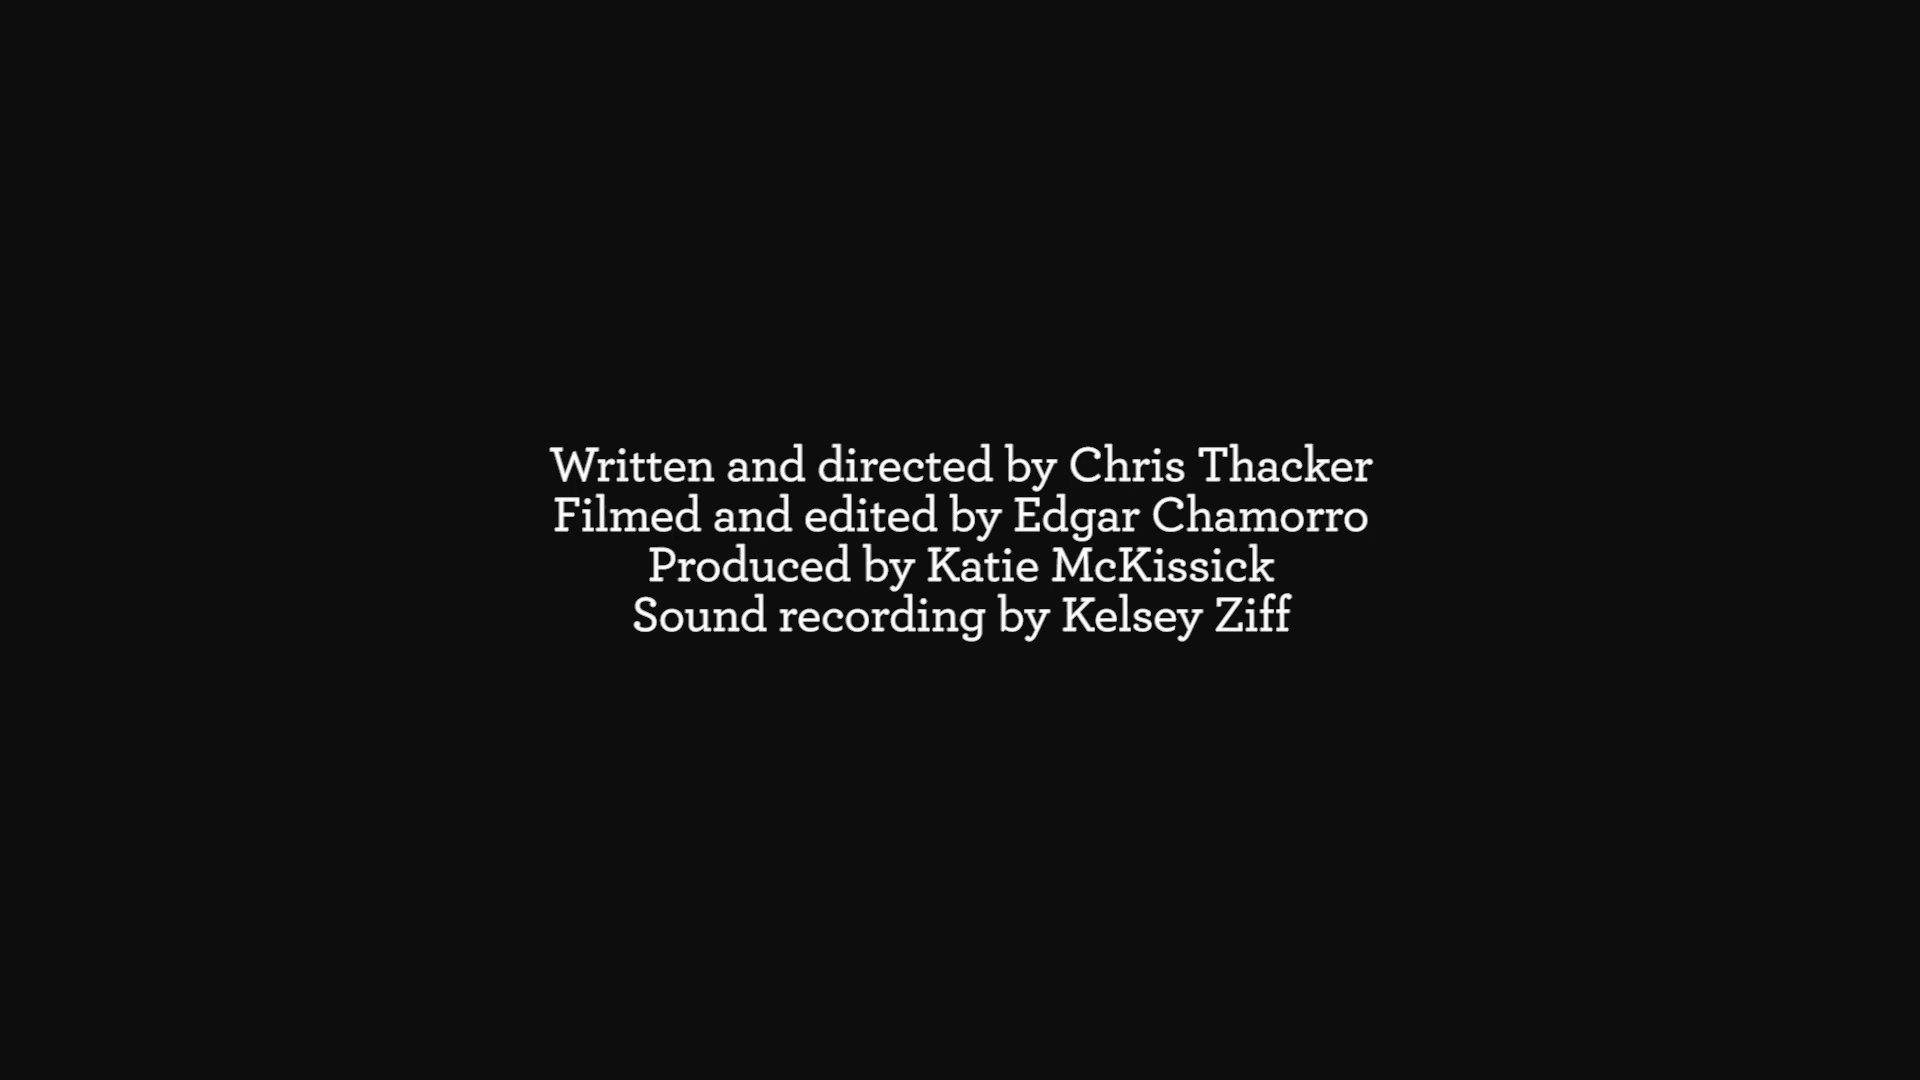 Written and directed by Chris Thacker
Filmed and edited by Edgar Chamorro
Produced by Katie McKissick
Sound recording by Kelsey Ziff